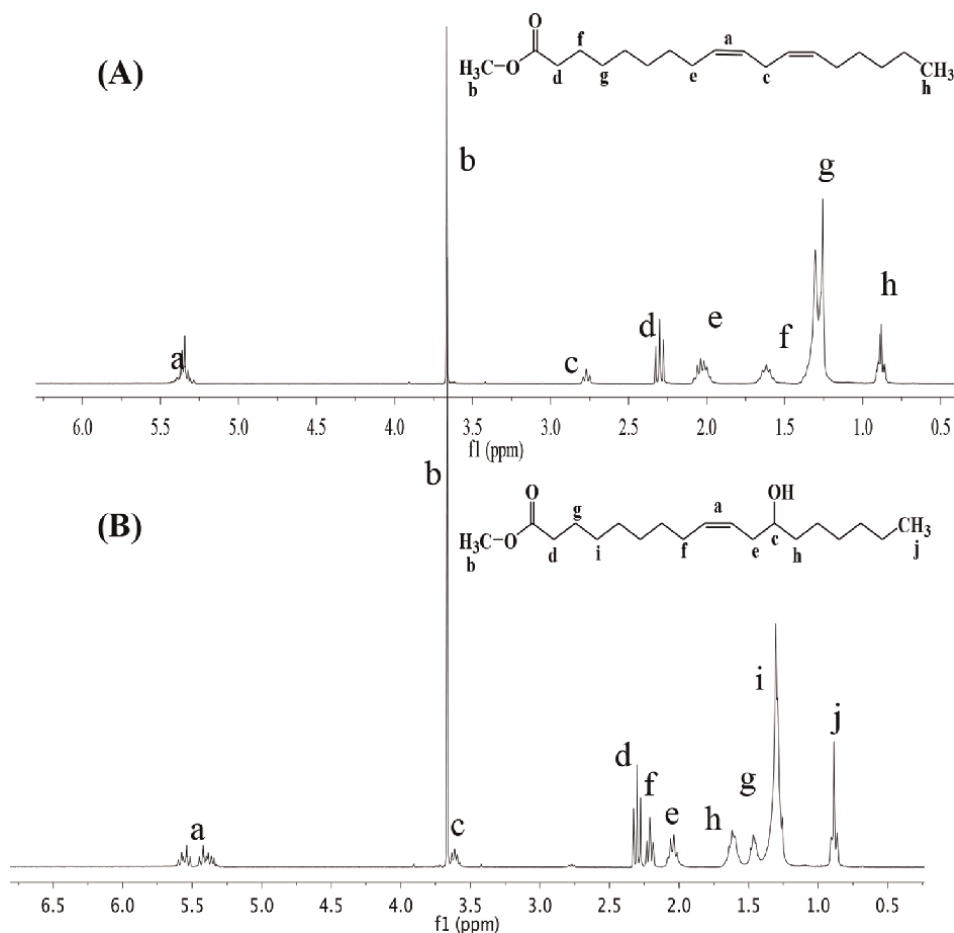 (A)
O
H₃C O
b d f g e a c CH₃
h
b
g
h
a
c
d
e
f
6.0 5.5 5.0 4.5 4.0 3.5 3.0 2.5 2.0 1.5 1.0 0.5
f1 (ppm)
b
(B)
O OH
H₃C O
b d g i f a e c h CH₃
j
i
j
a
c
d
f
e
h
g
6.5 6.0 5.5 5.0 4.5 4.0 3.5 3.0 2.5 2.0 1.5 1.0 0.5
f1 (ppm)